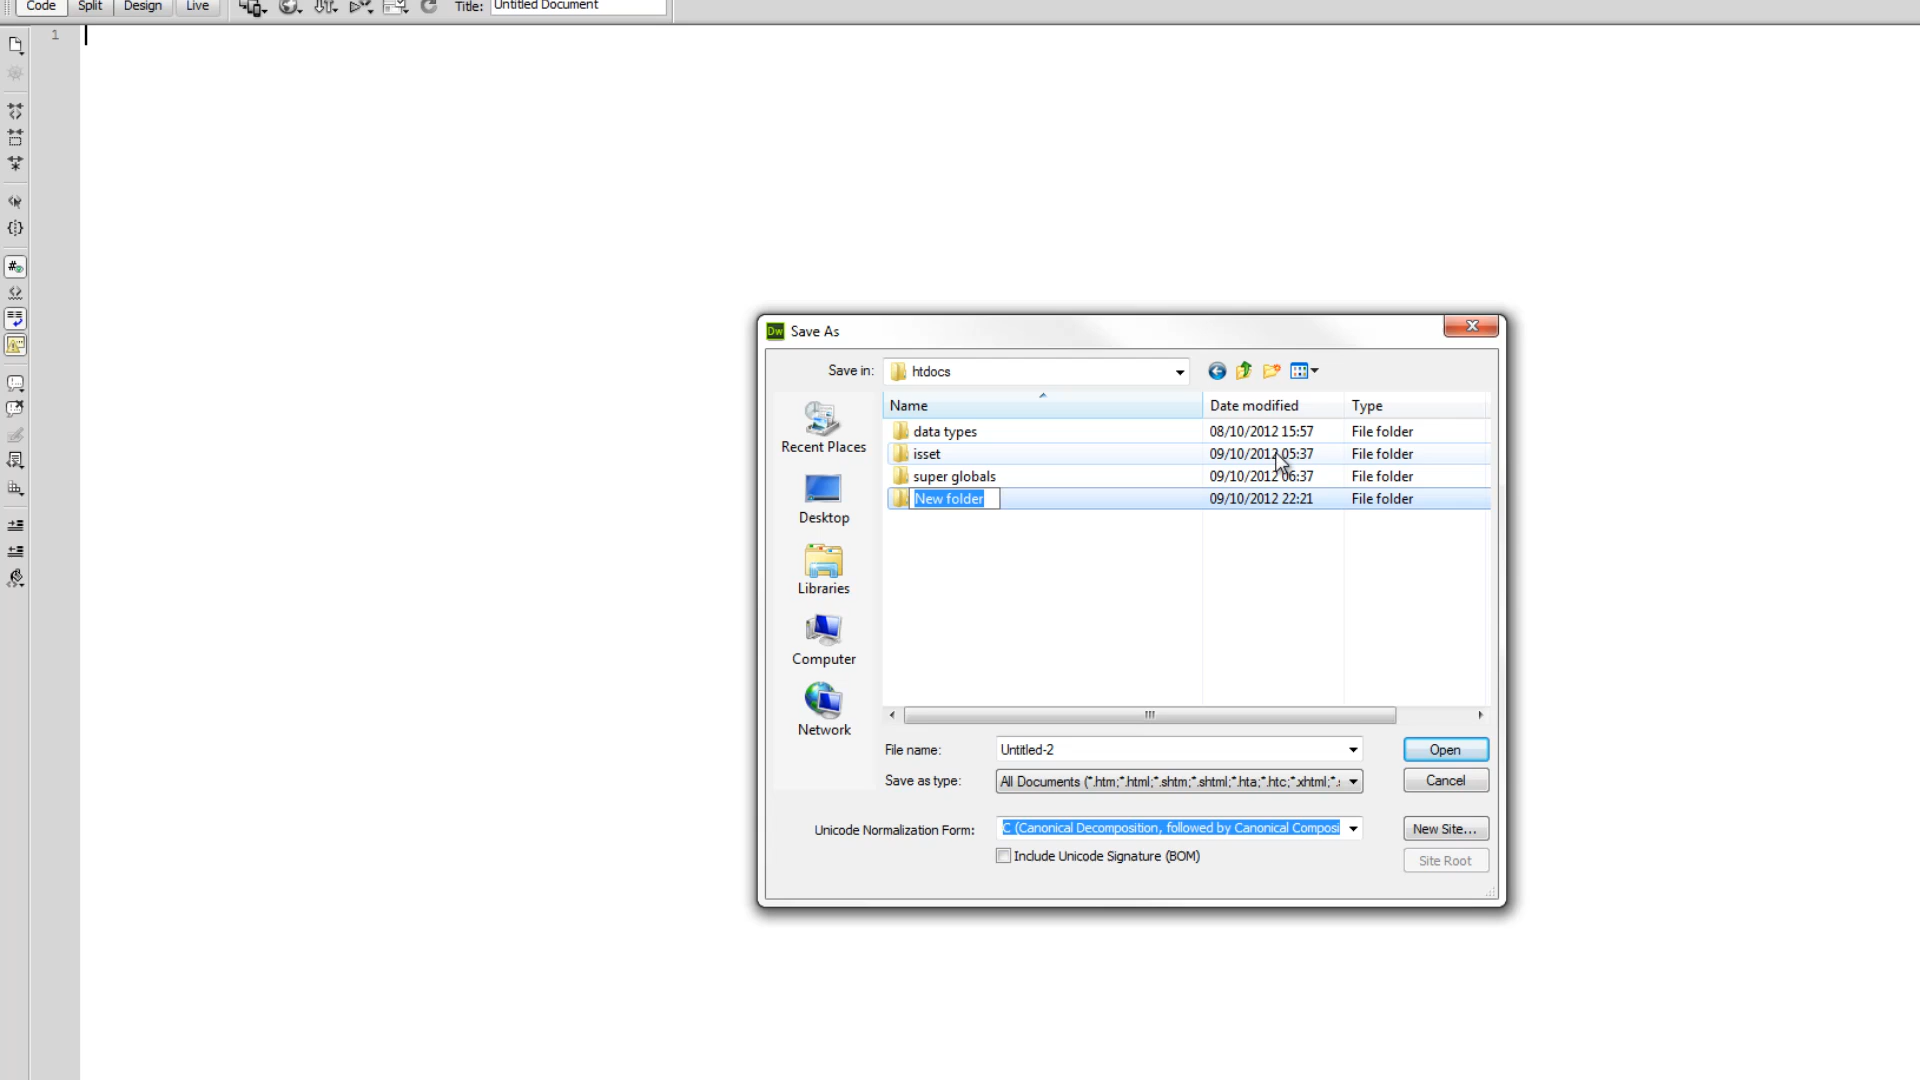 Code Split Design Live Title: Untitled Document
1
Dw Save As
Save in: htdocs
Name Date modified Type
data types 08/10/2012 15:57 File folder
isset 09/10/2012 05:37 File folder
super globals 09/10/2012 06:37 File folder
New folder 09/10/2012 22:21 File folder
Recent Places
Desktop
Libraries
Computer
Network
File name: Untitled-2 Open
Save as type: All Documents (*.htm;*.html;*.shtm;*.shtml;*.hta;*.htc;*.xhtml;*.s Cancel
Unicode Normalization Form: C (Canonical Decomposition, followed by Canonical Composi New Site...
Include Unicode Signature (BOM) Site Root